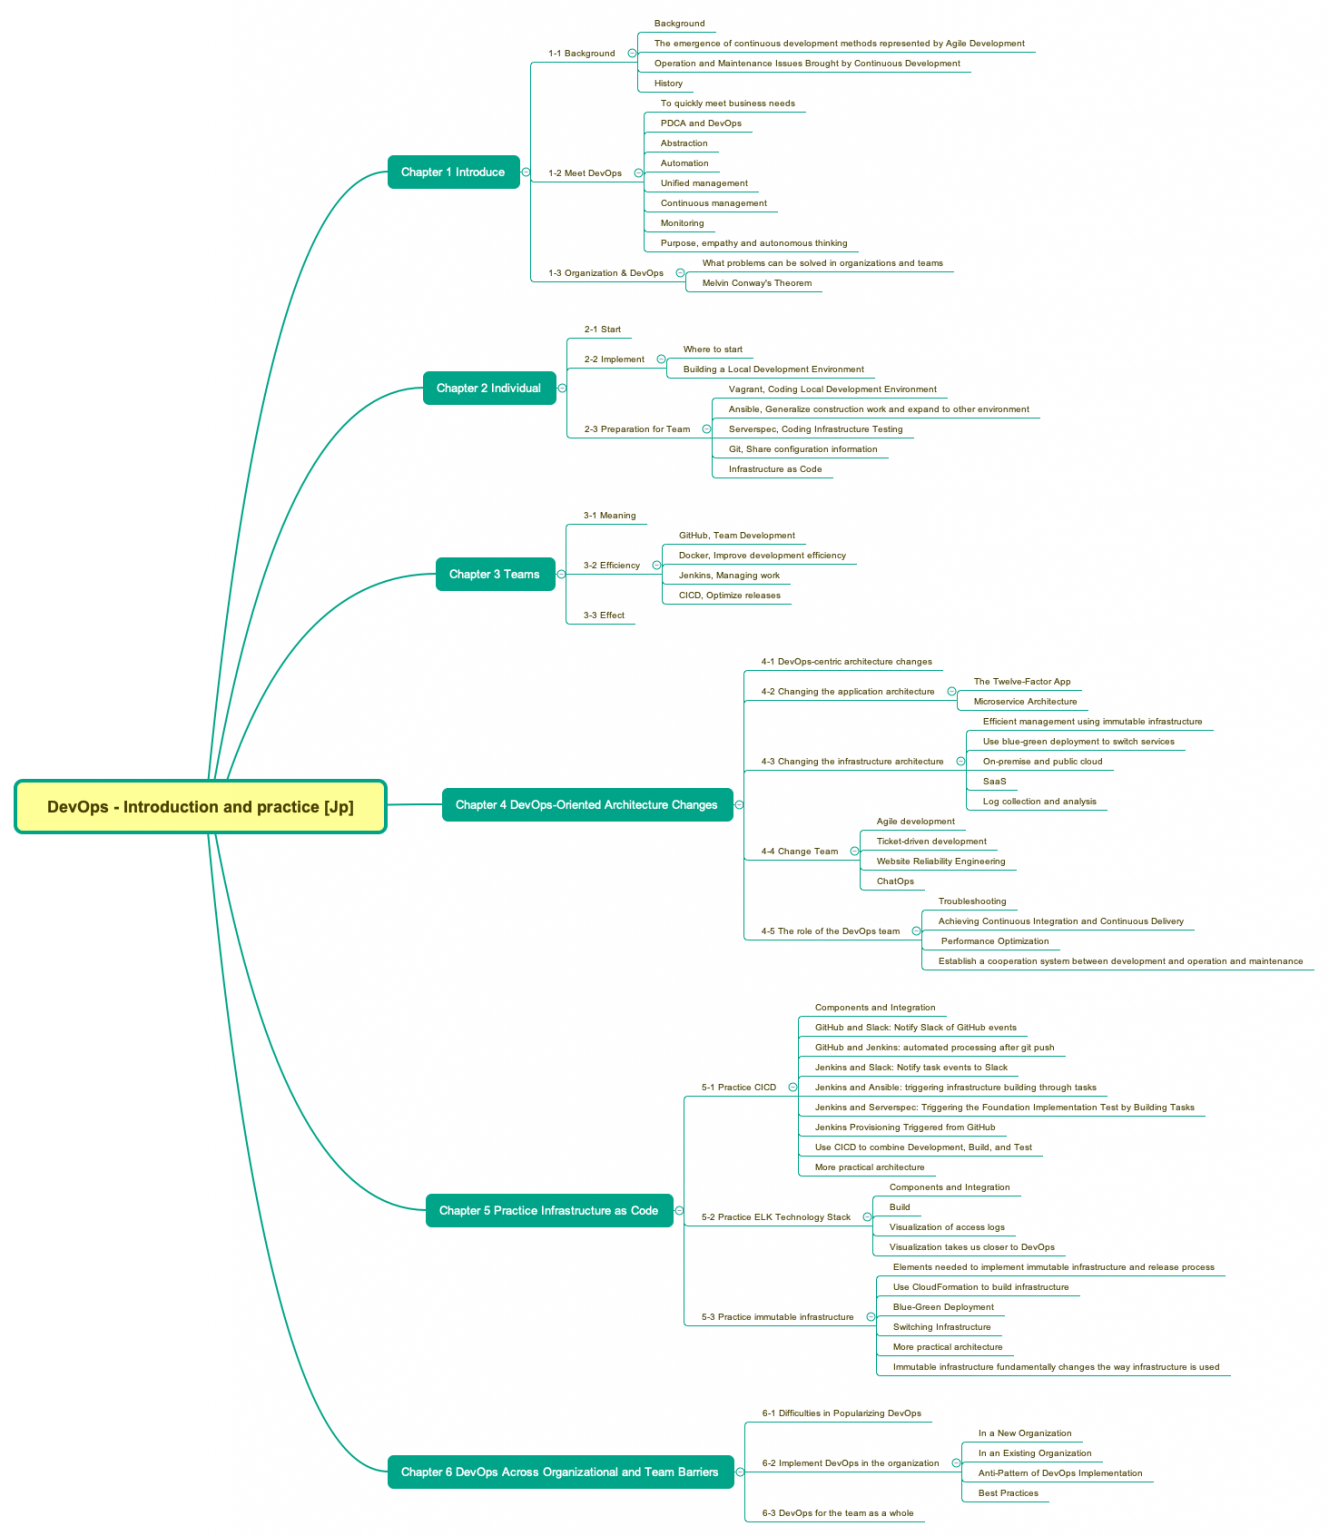 DevOps - Introduction and practice [Jp]
Chapter 1 Introduce
1-1 Background
Background
The emergence of continuous development methods represented by Agile Development
Operation and Maintenance Issues Brought by Continuous Development
History
1-2 Meet DevOps
To quickly meet business needs
PDCA and DevOps
Abstraction
Automation
Unified management
Continuous management
Monitoring
Purpose, empathy and autonomous thinking
1-3 Organization & DevOps
What problems can be solved in organizations and teams
Melvin Conway's Theorem
Chapter 2 Individual
2-1 Start
2-2 Implement
Where to start
Building a Local Development Environment
2-3 Preparation for Team
Vagrant, Coding Local Development Environment
Ansible, Generalize construction work and expand to other environment
Serverspec, Coding Infrastructure Testing
Git, Share configuration information
Infrastructure as Code
Chapter 3 Teams
3-1 Meaning
3-2 Efficiency
GitHub, Team Development
Docker, Improve development efficiency
Jenkins, Managing work
CICD, Optimize releases
3-3 Effect
Chapter 4 DevOps-Oriented Architecture Changes
4-1 DevOps-centric architecture changes
4-2 Changing the application architecture
The Twelve-Factor App
Microservice Architecture
4-3 Changing the infrastructure architecture
Efficient management using immutable infrastructure
Use blue-green deployment to switch services
On-premise and public cloud
SaaS
Log collection and analysis
4-4 Change Team
Agile development
Ticket-driven development
Website Reliability Engineering
ChatOps
4-5 The role of the DevOps team
Troubleshooting
Achieving Continuous Integration and Continuous Delivery
Performance Optimization
Establish a cooperation system between development and operation and maintenance
Chapter 5 Practice Infrastructure as Code
5-1 Practice CICD
Components and Integration
GitHub and Slack: Notify Slack of GitHub events
GitHub and Jenkins: automated processing after git push
Jenkins and Slack: Notify task events to Slack
Jenkins and Ansible: triggering infrastructure building through tasks
Jenkins and Serverspec: Triggering the Foundation Implementation Test by Building Tasks
Jenkins Provisioning Triggered from GitHub
Use CICD to combine Development, Build, and Test
More practical architecture
5-2 Practice ELK Technology Stack
Components and Integration
Build
Visualization of access logs
Visualization takes us closer to DevOps
5-3 Practice immutable infrastructure
Elements needed to implement immutable infrastructure and release process
Use CloudFormation to build infrastructure
Blue-Green Deployment
Switching Infrastructure
More practical architecture
Immutable infrastructure fundamentally changes the way infrastructure is used
Chapter 6 DevOps Across Organizational and Team Barriers
6-1 Difficulties in Popularizing DevOps
6-2 Implement DevOps in the organization
In a New Organization
In an Existing Organization
Anti-Pattern of DevOps Implementation
Best Practices
6-3 DevOps for the team as a whole